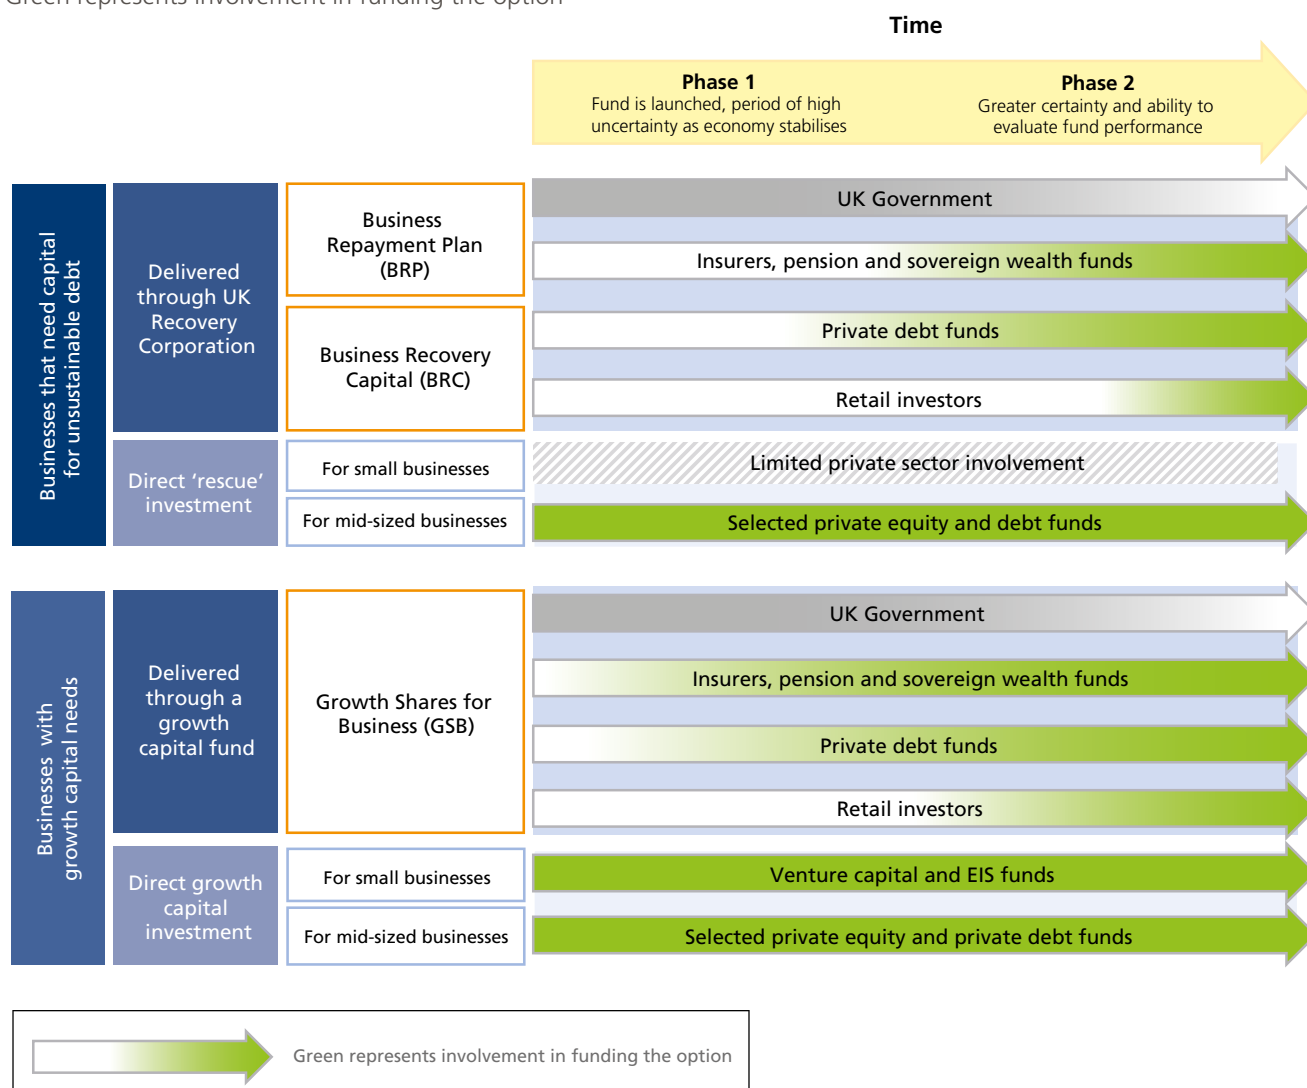 Green represents involvement in funding the option
Time
Phase 1
Fund is launched, period of high
uncertainty as economy stabilises
Phase 2
Greater certainty and ability to
evaluate fund performance
Businesses that need capital
for unsustainable debt
Delivered
through UK
Recovery
Corporation
Business
Repayment Plan
(BRP)
Business Recovery
Capital (BRC)
UK Government
Insurers, pension and sovereign wealth funds
Private debt funds
Retail investors
Direct ‘rescue’
investment
For small businesses
Limited private sector involvement
For mid-sized businesses
Selected private equity and debt funds
Businesses with
growth capital needs
Delivered
through a
growth
capital fund
Growth Shares for
Business (GSB)
UK Government
Insurers, pension and sovereign wealth funds
Private debt funds
Retail investors
Direct growth
capital
investment
For small businesses
Venture capital and EIS funds
For mid-sized businesses
Selected private equity and private debt funds
Green represents involvement in funding the option